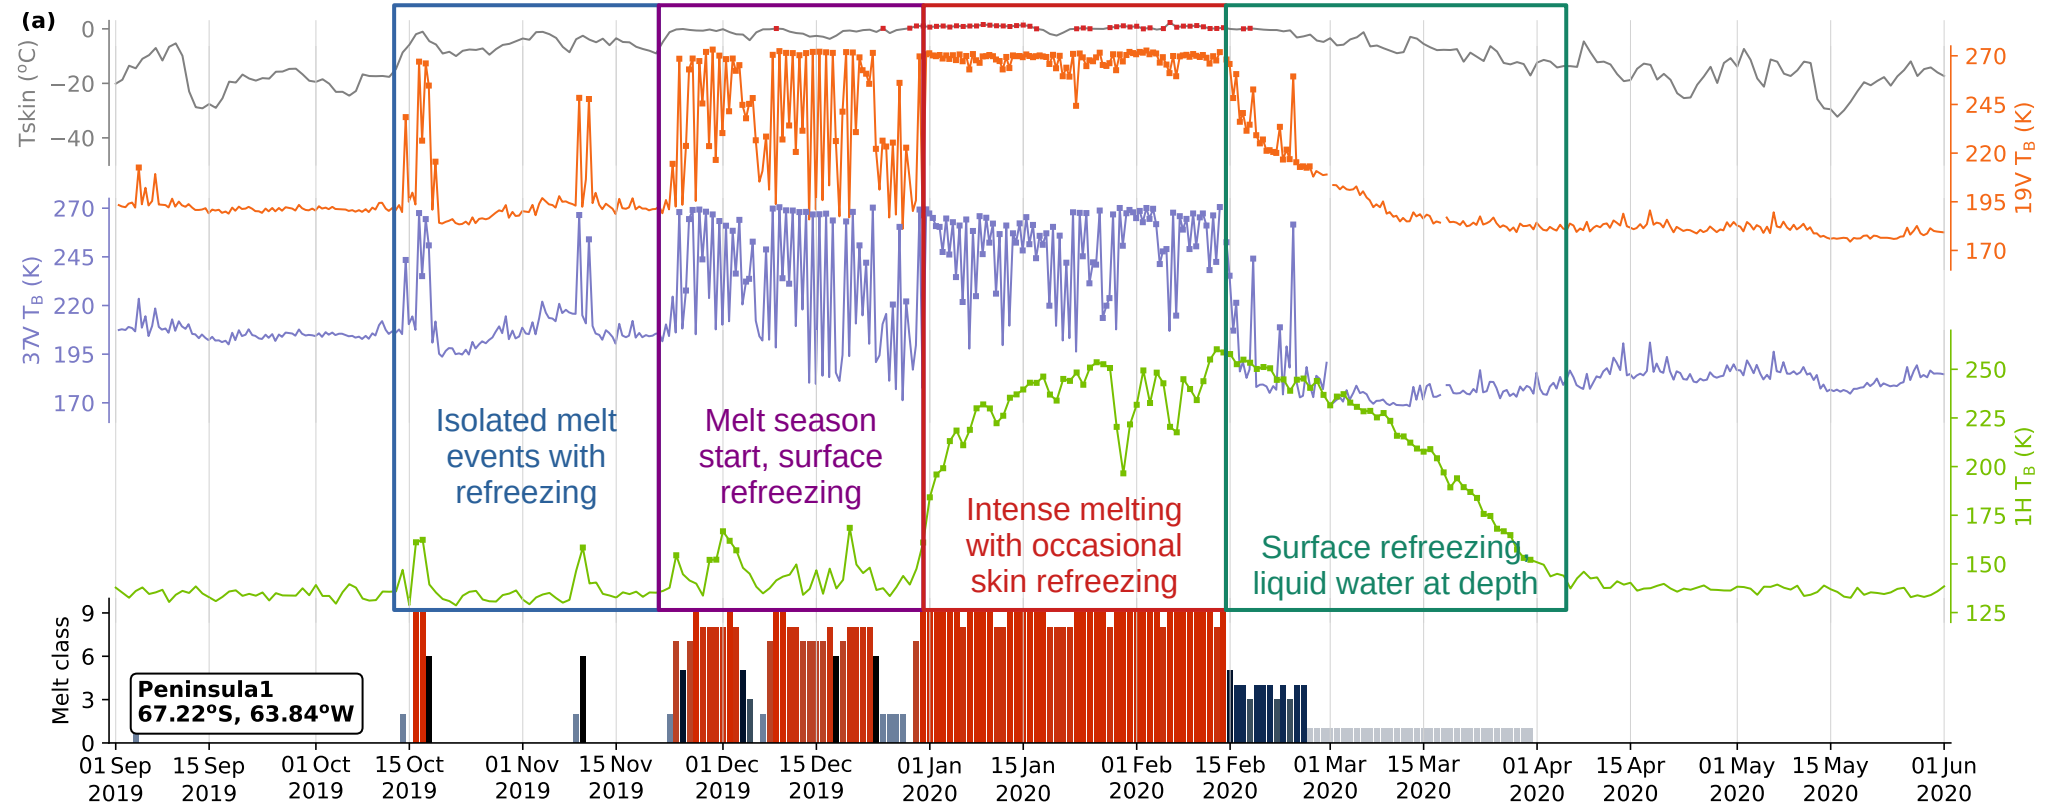 (a)
Tskin (°C)
0
−20
−40
270
245
220
195
170
19V T_B (K)
270
245
220
195
170
37V T_B (K)
250
225
200
175
150
125
1H T_B (K)
Isolated melt
events with
refreezing
Melt season
start, surface
refreezing
Intense melting
with occasional
skin refreezing
Surface refreezing,
liquid water at depth
Melt class
9
6
3
0
Peninsula1
67.22°S, 63.84°W
01 Sep 15 Sep 01 Oct 15 Oct 01 Nov 15 Nov 01 Dec 15 Dec 01 Jan 15 Jan 01 Feb 15 Feb 01 Mar 15 Mar 01 Apr 15 Apr 01 May 15 May 01 Jun
2019 2019 2019 2019 2019 2019 2019 2019 2020 2020 2020 2020 2020 2020 2020 2020 2020 2020 2020